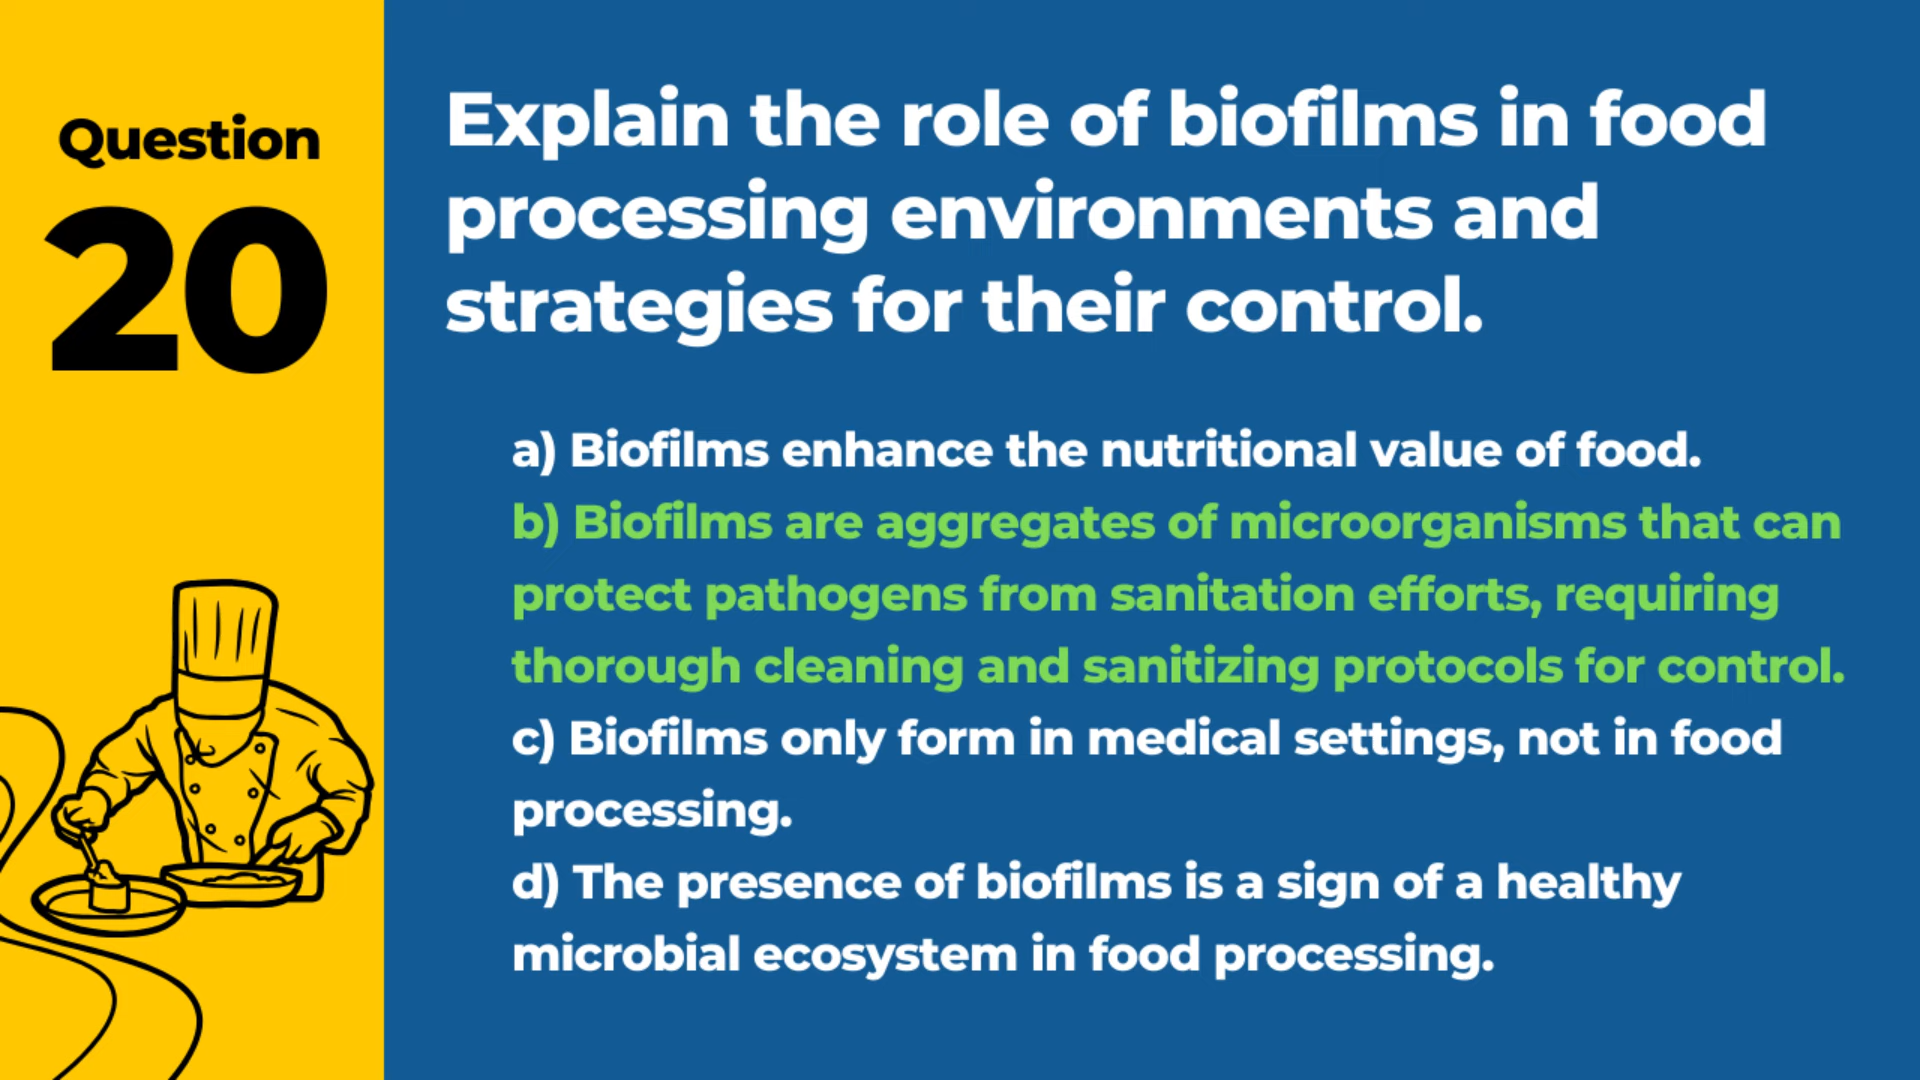 Question
20
Explain the role of biofilms in food
processing environments and
strategies for their control.
a) Biofilms enhance the nutritional value of food.
b) Biofilms are aggregates of microorganisms that can
protect pathogens from sanitation efforts, requiring
thorough cleaning and sanitizing protocols for control.
c) Biofilms only form in medical settings, not in food
processing.
d) The presence of biofilms is a sign of a healthy
microbial ecosystem in food processing.